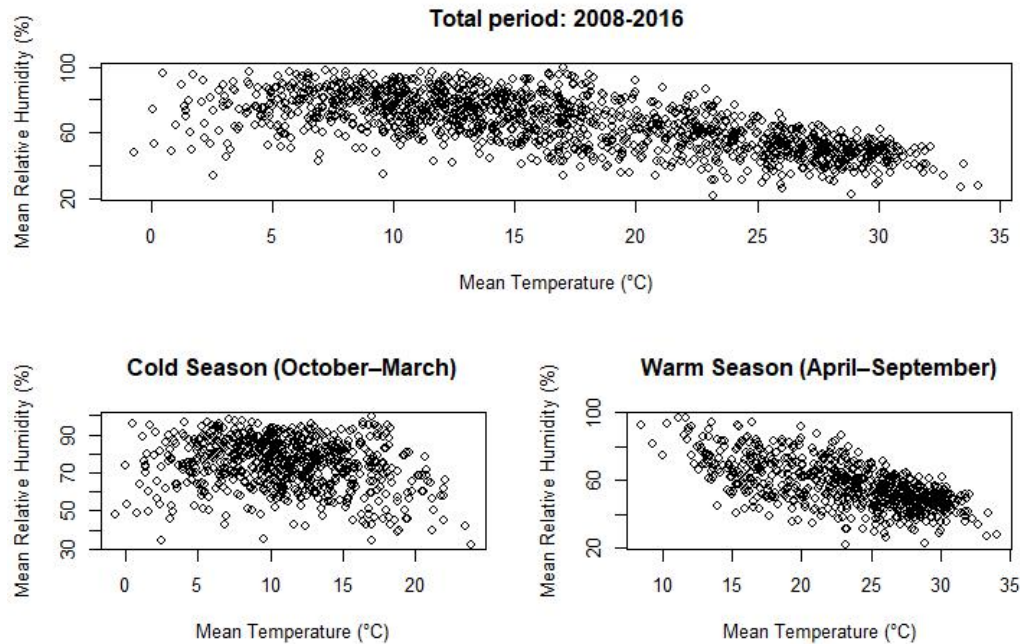 Total period: 2008-2016
Mean Relative Humidity (%)
100
60
20
0 5 10 15 20 25 30 35
Mean Temperature (°C)
Cold Season (October–March)
Mean Relative Humidity (%)
90
70
50
30
0 5 10 15 20
Mean Temperature (°C)
Warm Season (April–September)
Mean Relative Humidity (%)
100
60
20
10 15 20 25 30 35
Mean Temperature (°C)